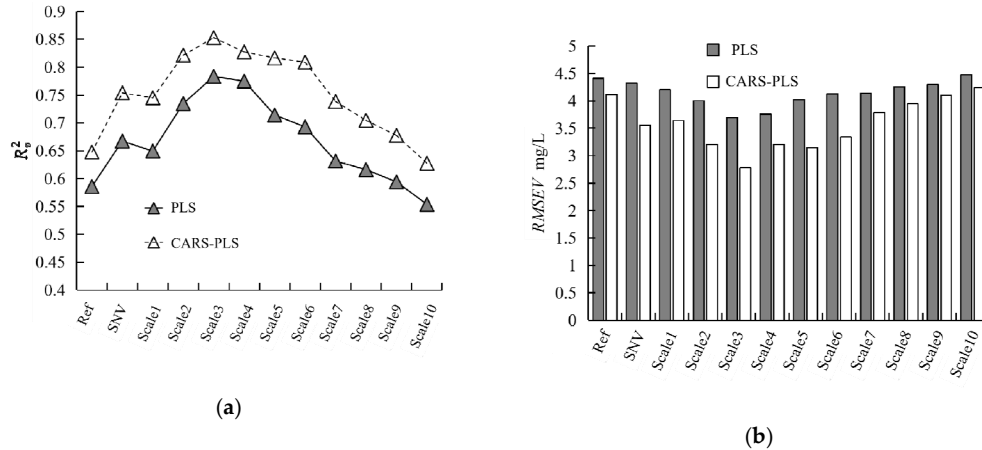 (a)
0.9
0.85
0.8
0.75
0.7
0.65
0.6
0.55
0.5
0.45
0.4
PLS
CARS-PLS
Ref
SNV
Scale1
Scale2
Scale3
Scale4
Scale5
Scale6
Scale7
Scale8
Scale9
Scale10
(a)
RMSEV mg/L
5
4.5
4
3.5
3
2.5
2
1.5
1
0.5
0
PLS
CARS-PLS
Ref
SNV
Scale1
Scale2
Scale3
Scale4
Scale5
Scale6
Scale7
Scale8
Scale9
Scale10
(b)
(b)